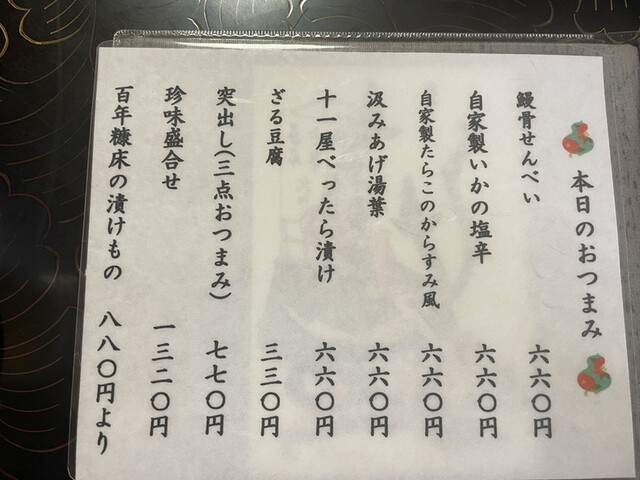 本日のおつまみ
鰻骨せんべい 六六〇円
自家製いかの塩辛 六六〇円
自家製たらこのからすみ風 六六〇円
汲みあげ湯葉 六六〇円
十一屋べったら漬け 六六〇円
ざる豆腐 三三〇円
突出し(三点おつまみ) 七七〇円
珍味盛合せ 一三二〇円
百年糠床の漬けもの 八八〇円より